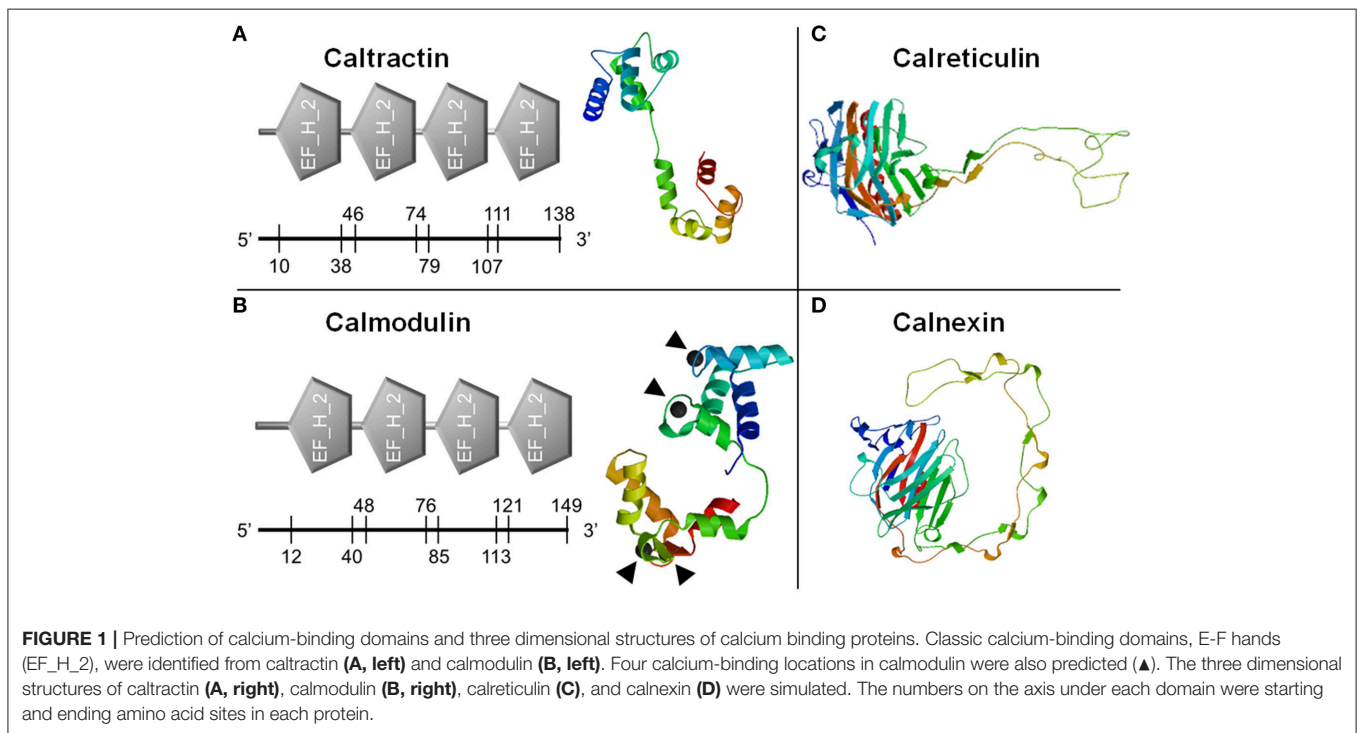 A
Caltractin
EF_H_2 EF_H_2 EF_H_2 EF_H_2
46 74 111 138
5’ 3’
10 38 79 107
B
Calmodulin
EF_H_2 EF_H_2 EF_H_2 EF_H_2
48 76 121 149
5’ 3’
12 40 85 113
C
Calreticulin
D
Calnexin
FIGURE 1 | Prediction of calcium-binding domains and three dimensional structures of calcium binding proteins. Classic calcium-binding domains, E-F hands
(EF_H_2), were identified from caltractin (A, left) and calmodulin (B, left). Four calcium-binding locations in calmodulin were also predicted (▲). The three dimensional
structures of caltractin (A, right), calmodulin (B, right), calreticulin (C), and calnexin (D) were simulated. The numbers on the axis under each domain were starting
and ending amino acid sites in each protein.